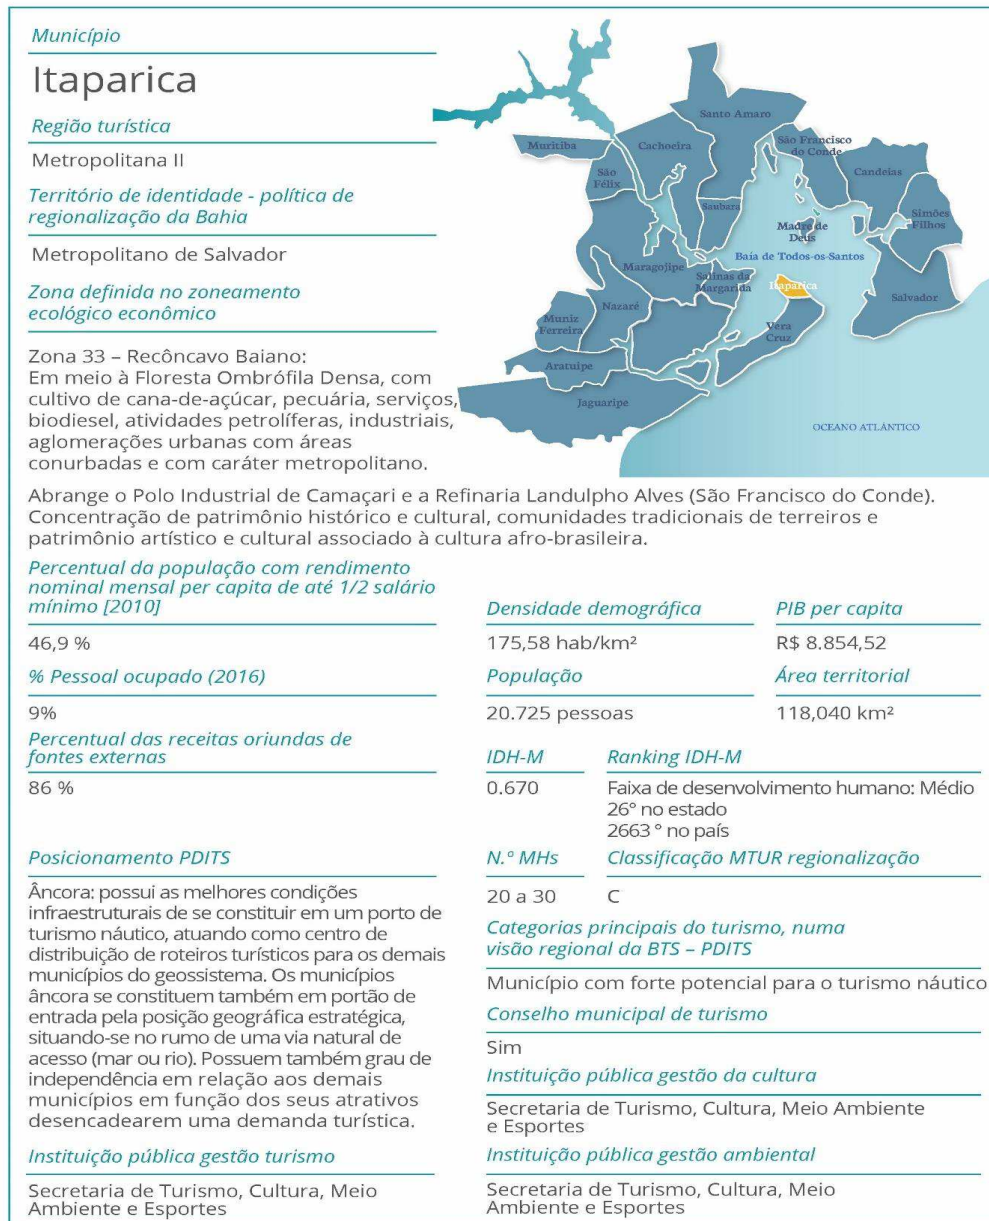 Município
Itaparica
Região turística
Metropolitana II
Território de identidade - política de
regionalização da Bahia
Metropolitano de Salvador
Zona definida no zoneamento
ecológico econômico
Zona 33 – Recôncavo Baiano:
Em meio à Floresta Ombrófila Densa, com
cultivo de cana-de-açúcar, pecuária, serviços,
biodiesel, atividades petrolíferas, industriais,
aglomerações urbanas com áreas
conurbadas e com caráter metropolitano.
Santo Amaro
Muritiba
Cachoeira
São Francisco
do Conde
Candeias
São
Félix
Saubara
Simões
Filhos
Madre de
Deus
Baía de Todos-os-Santos
Maragojipe
Salinas da
Margarida
Itaparica
Salvador
Nazaré
Muniz
Ferreira
Vera
Cruz
Aratuipe
Jaguaripe
OCEANO ATLÂNTICO
Abrange o Polo Industrial de Camaçari e a Refinaria Landulpho Alves (São Francisco do Conde).
Concentração de patrimônio histórico e cultural, comunidades tradicionais de terreiros e
patrimônio artístico e cultural associado à cultura afro-brasileira.
Percentual da população com rendimento
nominal mensal per capita de até 1/2 salário
mínimo [2010]
46,9 %
Densidade demográfica
175,58 hab/km²
PIB per capita
R$ 8.854,52
% Pessoal ocupado (2016)
9%
População
20.725 pessoas
Área territorial
118,040 km²
Percentual das receitas oriundas de
fontes externas
86 %
IDH-M
0.670
Ranking IDH-M
Faixa de desenvolvimento humano: Médio
26° no estado
2663 ° no país
Posicionamento PDITS
Âncora: possui as melhores condições
infraestruturais de se constituir em um porto de
turismo náutico, atuando como centro de
distribuição de roteiros turísticos para os demais
municípios do geossistema. Os municípios
âncora se constituem também em portão de
entrada pela posição geográfica estratégica,
situando-se no rumo de uma via natural de
acesso (mar ou rio). Possuem também grau de
independência em relação aos demais
municípios em função dos seus atrativos
desencadearem uma demanda turística.
N.º MHs
20 a 30
Classificação MTUR regionalização
C
Categorias principais do turismo, numa
visão regional da BTS – PDITS
Município com forte potencial para o turismo náutico
Conselho municipal de turismo
Sim
Instituição pública gestão da cultura
Secretaria de Turismo, Cultura, Meio Ambiente
e Esportes
Instituição pública gestão turismo
Secretaria de Turismo, Cultura, Meio
Ambiente e Esportes
Instituição pública gestão ambiental
Secretaria de Turismo, Cultura, Meio
Ambiente e Esportes